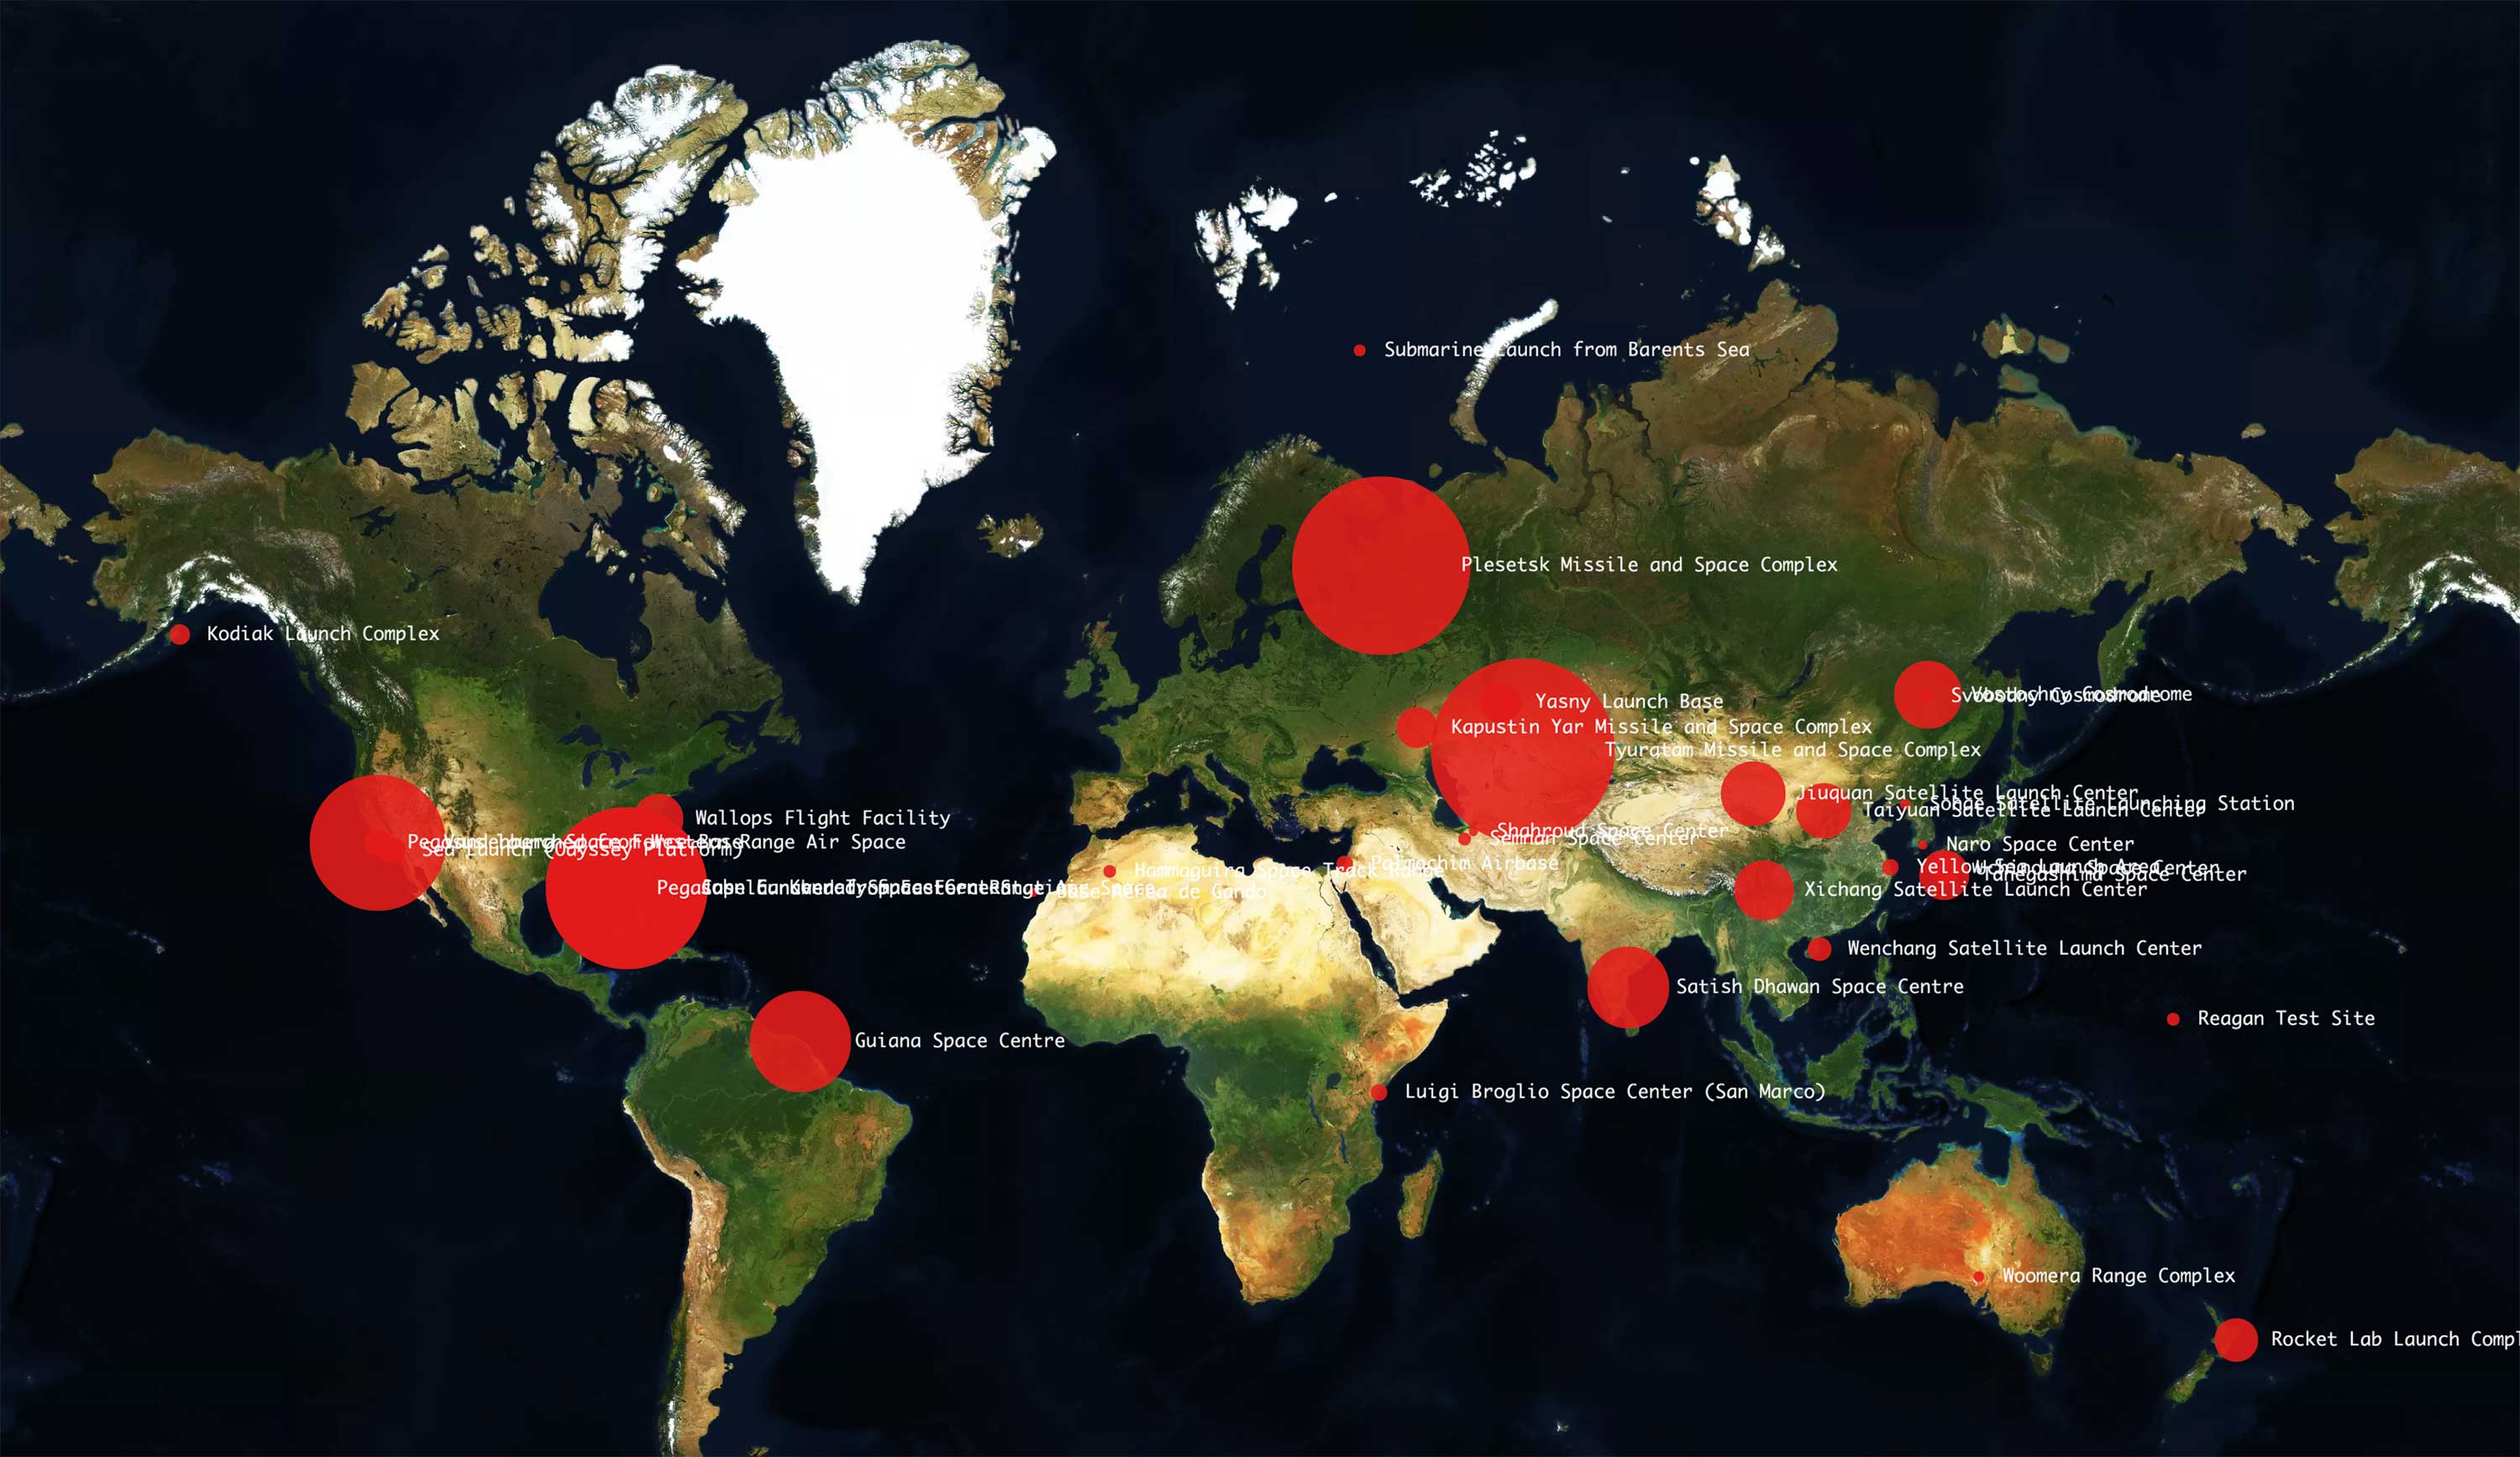 Submarine Launch from Barents Sea
Plesetsk Missile and Space Complex
Kodiak Launch Complex
Yasny Launch Base
Vostochny Cosmodrome
Svobodny Cosmodrome
Kapustin Yar Missile and Space Complex
Tyuratam Missile and Space Complex
Jiuquan Satellite Launch Center
Sohae Satellite Launching Station
Taiyuan Satellite Launch Center
Wallops Flight Facility
Shahroud Space Center
Semnan Space Center
Range Air Space
Sea Launch (Odyssey Platform)
Naro Space Center
Palmachim Airbase
Hammaguira Space Track Range
Yellow Sea Launch Area
Space Center
Tanegashima Space Center
Xichang Satellite Launch Center
Base Aerea de Gando
Wenchang Satellite Launch Center
Satish Dhawan Space Centre
Reagan Test Site
Guiana Space Centre
Luigi Broglio Space Center (San Marco)
Woomera Range Complex
Rocket Lab Launch Compl